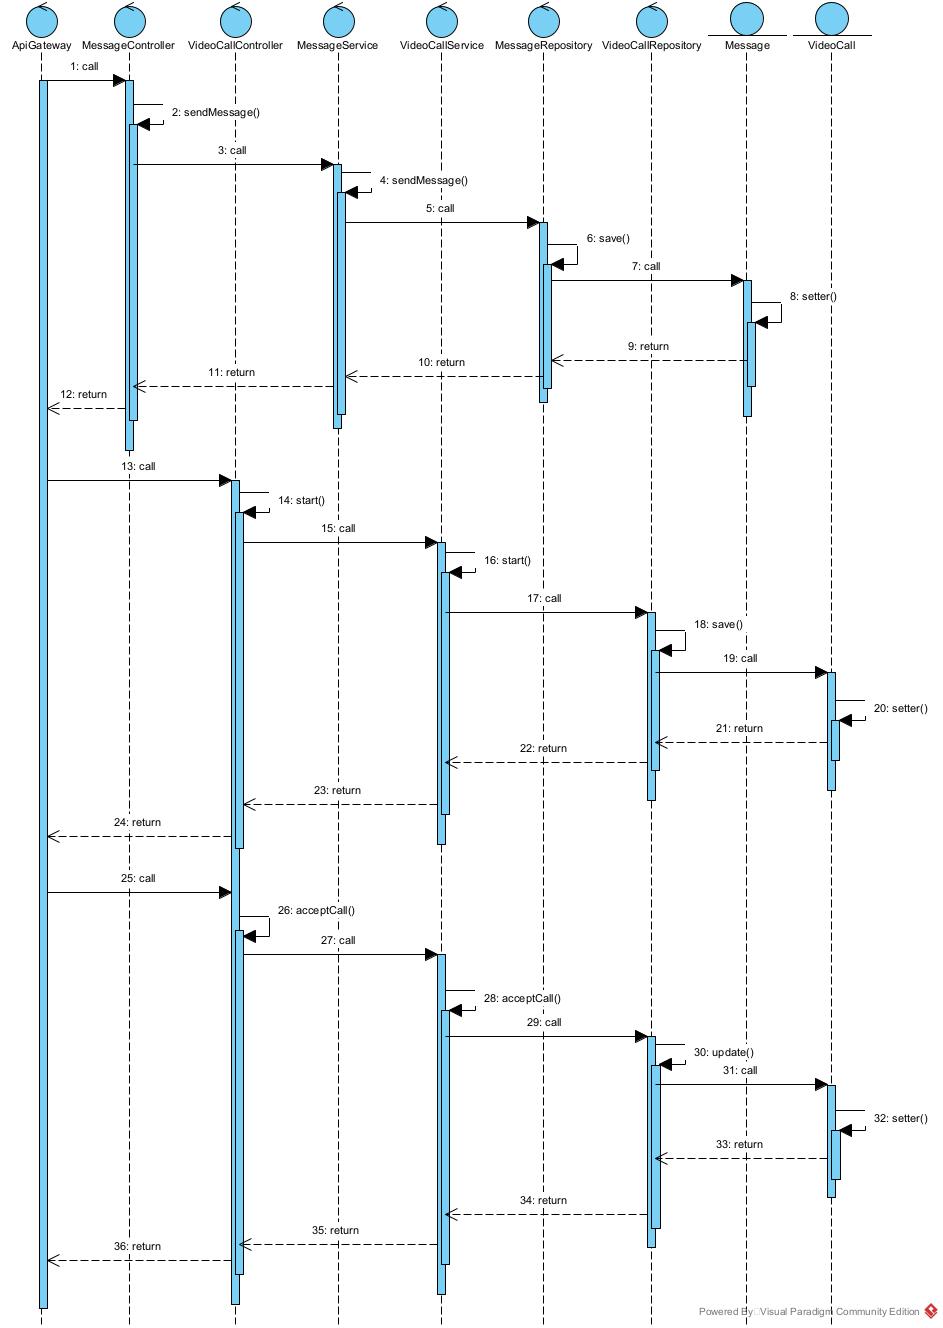 ApiGateway MessageController VideoCallController MessageService VideoCallService MessageRepository VideoCallRepository Message VideoCall
1: call
2: sendMessage()
3: call
4: sendMessage()
5: call
6: save()
7: call
8: setter()
9: return
10: return
11: return
12: return
13: call
14: start()
15: call
16: start()
17: call
18: save()
19: call
20: setter()
21: return
22: return
23: return
24: return
25: call
26: acceptCall()
27: call
28: acceptCall()
29: call
30: update()
31: call
32: setter()
33: return
34: return
35: return
36: return
Powered By Visual Paradigm Community Edition